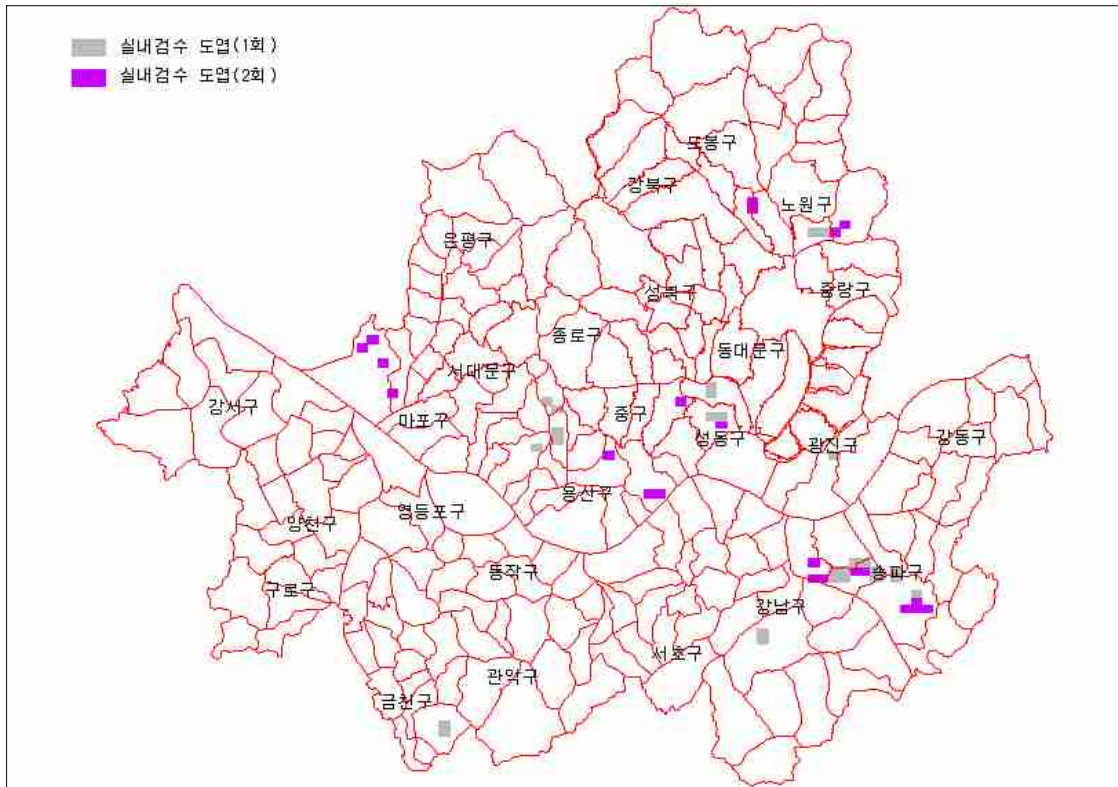 실내검수 도엽(1회)
실내검수 도엽(2회)
도봉구
강북구
노원구
은평구
성북구
중랑구
종로구
동대문구
서대문구
강서구
마포구
중구
성동구
광진구
강동구
용산구
영등포구
양천구
동작구
송파구
구로구
강남구
서초구
관악구
금천구